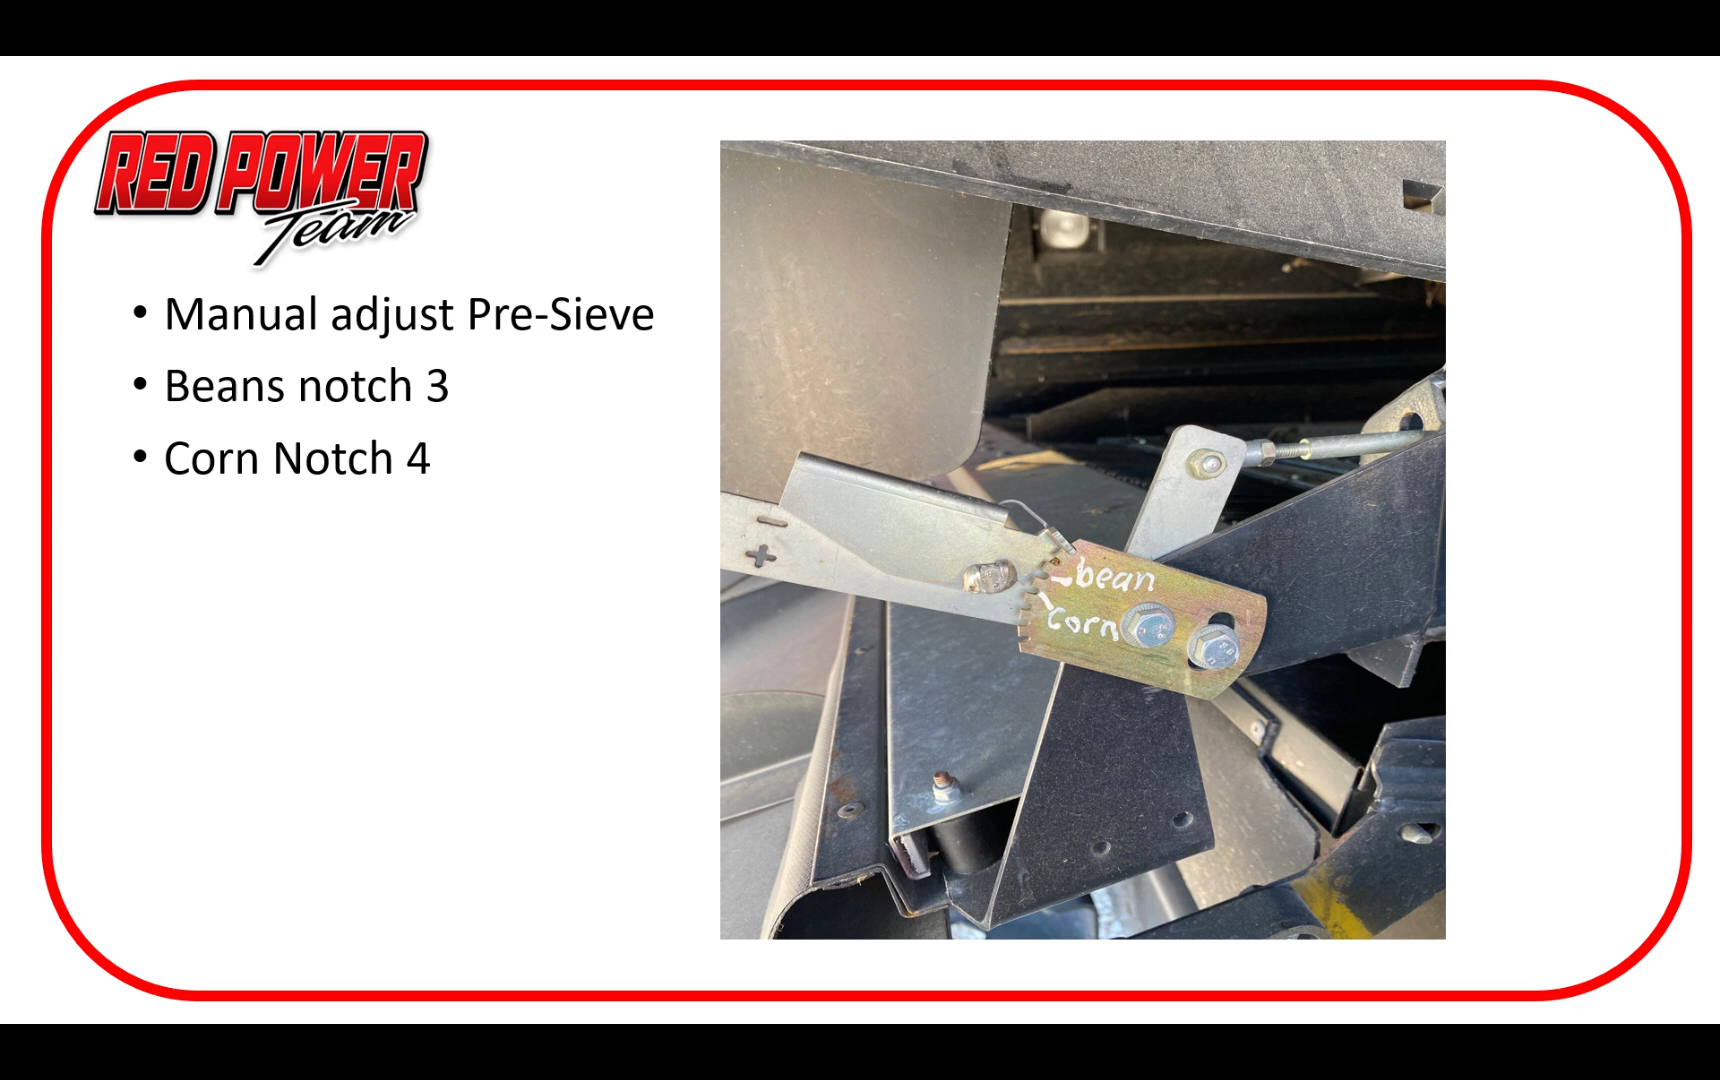 RED POWER
Team
• Manual adjust Pre-Sieve
• Beans notch 3
• Corn Notch 4
bean
corn